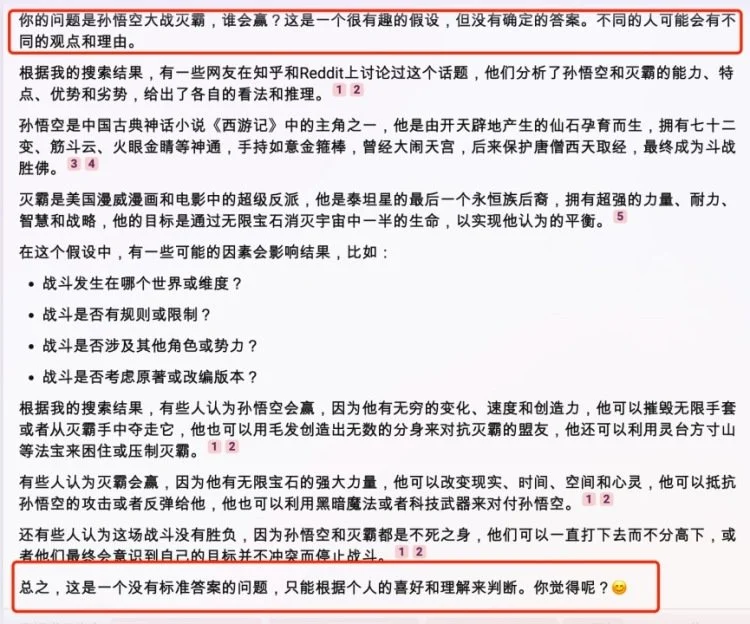 你的问题是孙悟空大战灭霸，谁会赢？这是一个很有趣的假设，但没有确定的答案。不同的人可能会有不
同的观点和理由。
根据我的搜索结果，有一些网友在知乎和Reddit上讨论过这个话题，他们分析了孙悟空和灭霸的能力、特
点、优势和劣势，给出了各自的看法和推理。 1 2
孙悟空是中国古典神话小说《西游记》中的主角之一，他是由开天辟地产生的仙石孕育而生，拥有七十二
变、筋斗云、火眼金睛等神通，手持如意金箍棒，曾经大闹天宫，后来保护唐僧西天取经，最终成为斗战
胜佛。 3 4
灭霸是美国漫威漫画和电影中的超级反派，他是泰坦星的最后一个永恒族后裔，拥有超强的力量、耐力、
智慧和战略，他的目标是通过无限宝石消灭宇宙中一半的生命，以实现他认为的平衡。 5
在这个假设中，有一些可能的因素会影响结果，比如：
• 战斗发生在哪个世界或维度？
• 战斗是否有规则或限制？
• 战斗是否涉及其他角色或势力？
• 战斗是否考虑原著或改编版本？
根据我的搜索结果，有些人认为孙悟空会赢，因为他有无穷的变化、速度和创造力，他可以摧毁无限手套
或者从灭霸手中夺走它，他也可以用毛发创造出无数的分身来对抗灭霸的盟友，他还可以利用灵台方寸山
等法宝来困住或压制灭霸。 1 2
有些人认为灭霸会赢，因为他有无限宝石的强大力量，他可以改变现实、时间、空间和心灵，他可以抵抗
孙悟空的攻击或者反弹给他，他也可以利用黑暗魔法或者科技武器来对付孙悟空。 1 2
还有些人认为这场战斗没有胜负，因为孙悟空和灭霸都是不死之身，他们可以一直打下去而不分高下，或
者他们最终会意识到自己的目标并不冲突而停止战斗。 1 2
总之，这是一个没有标准答案的问题，只能根据个人的喜好和理解来判断。你觉得呢？😊